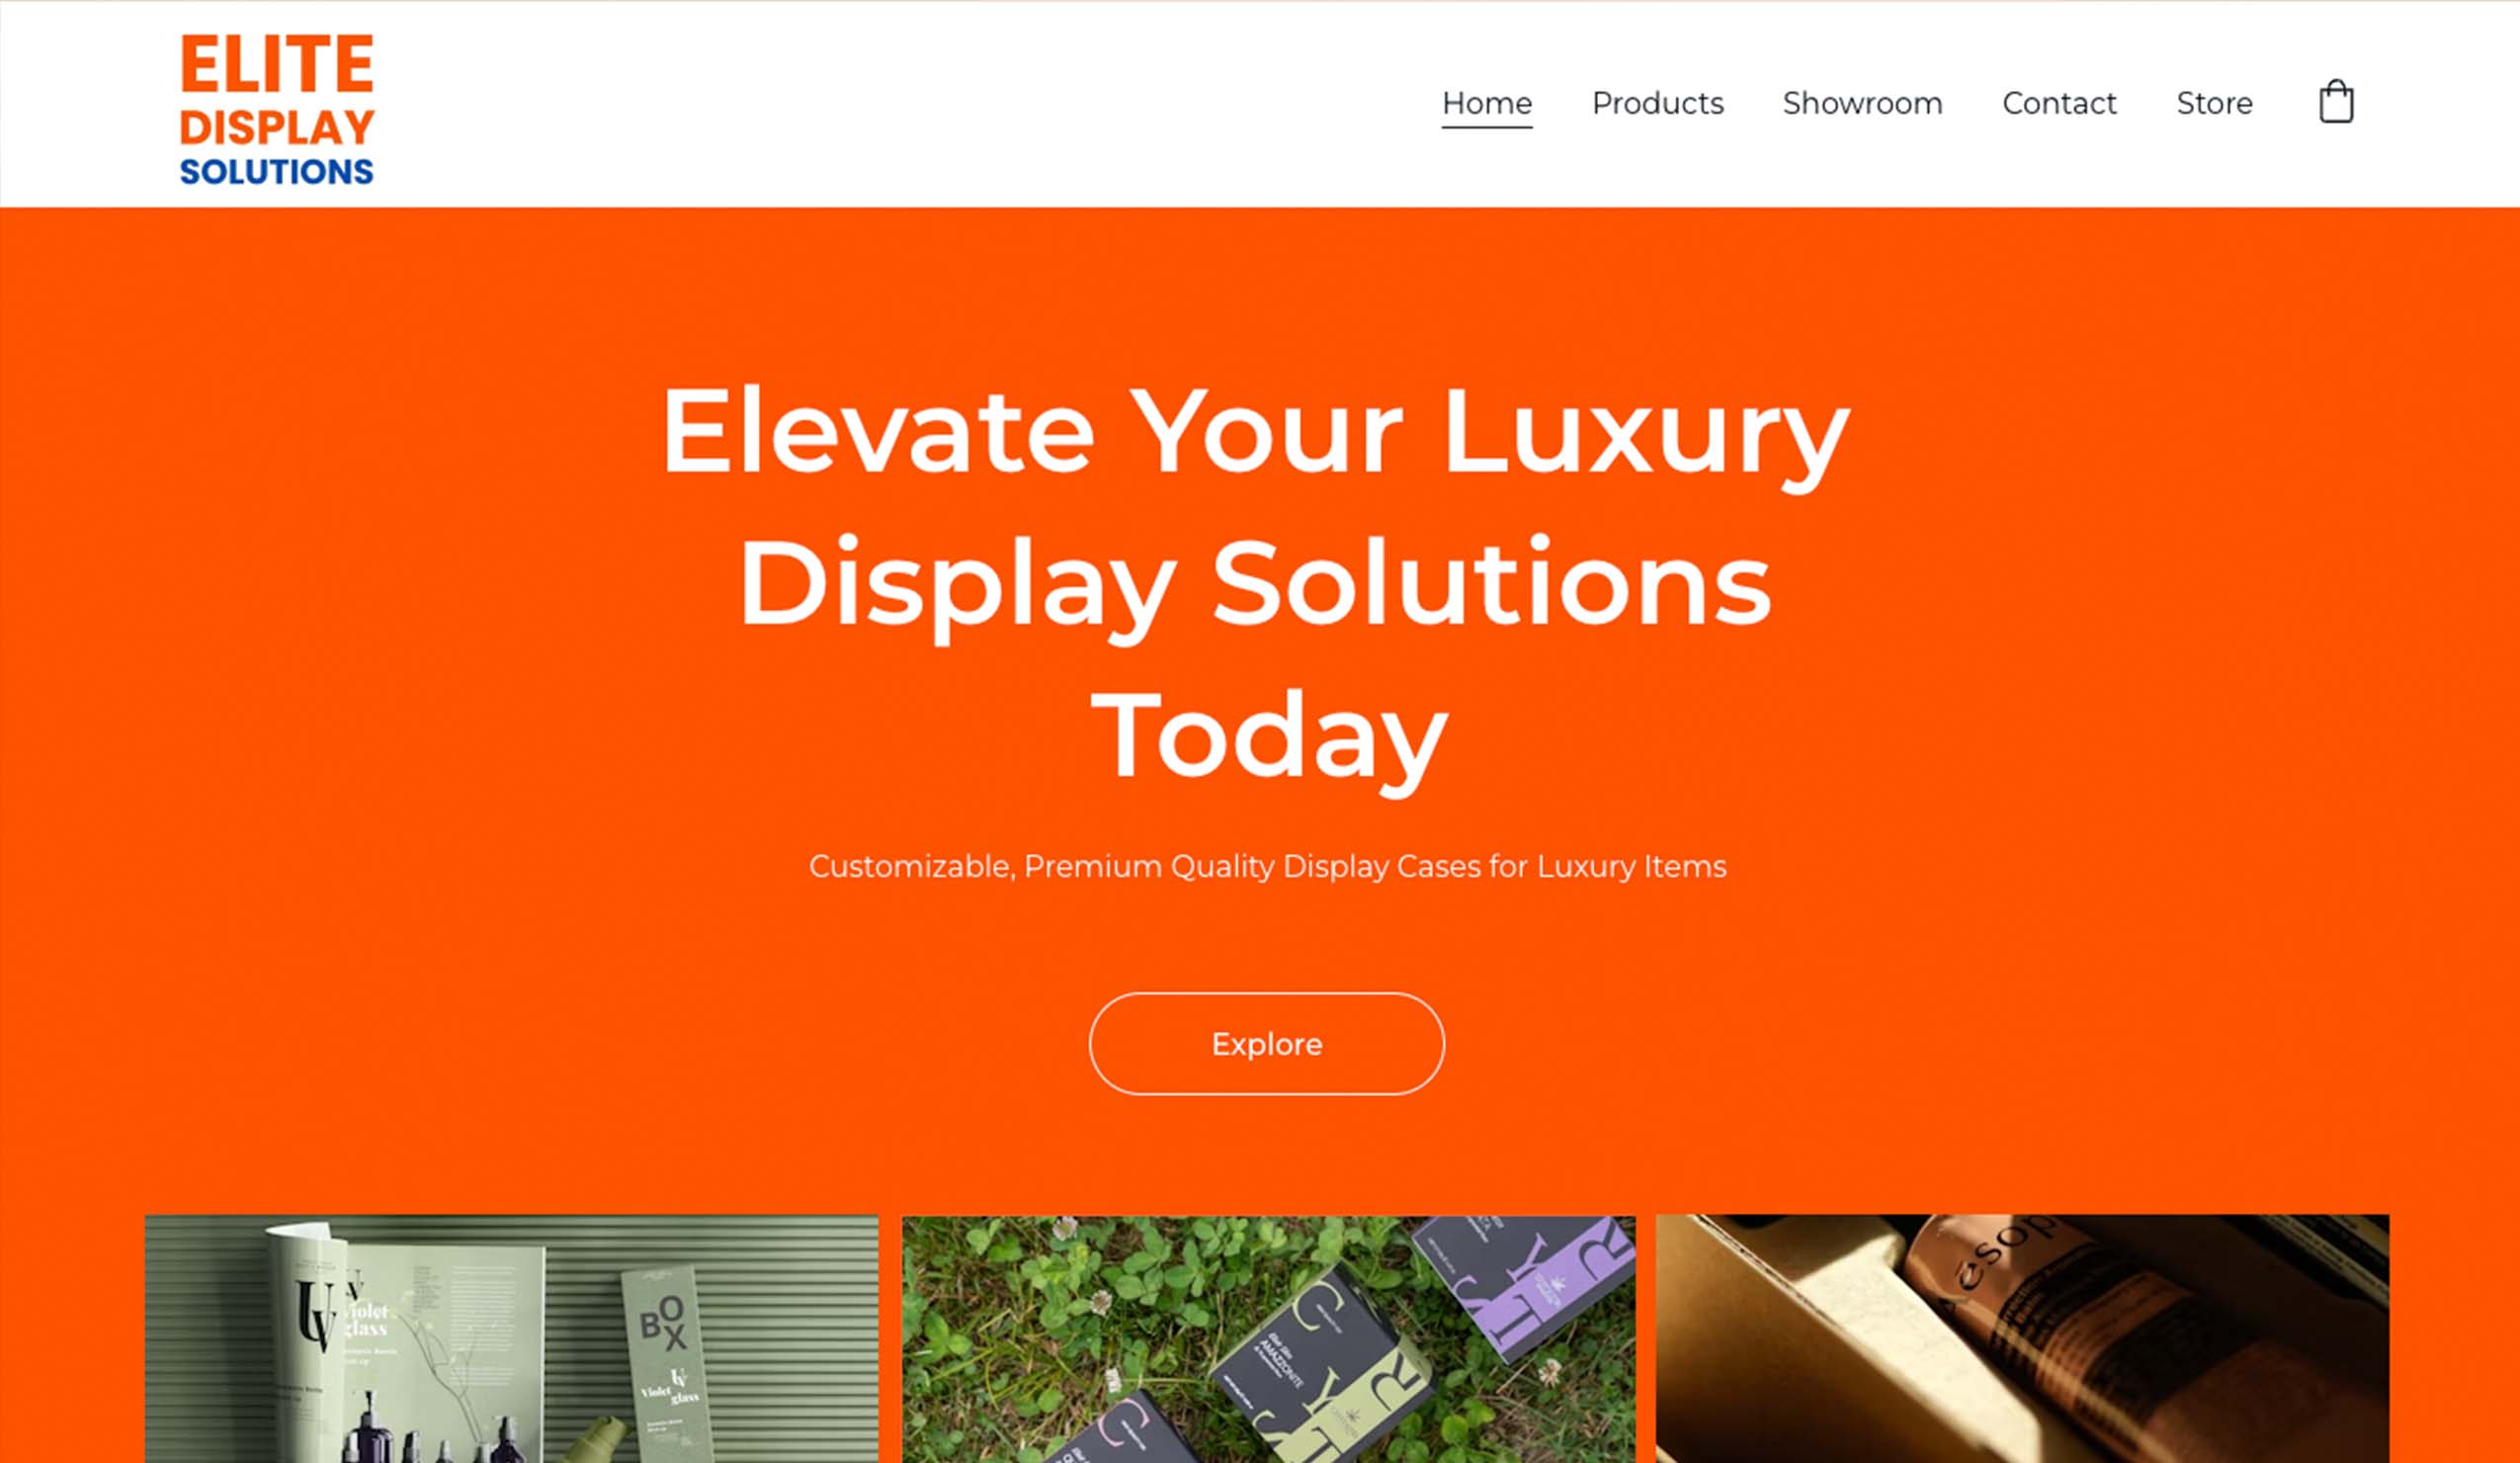 ELITE
DISPLAY
SOLUTIONS
Home Products Showroom Contact Store
Elevate Your Luxury
Display Solutions
Today
Customizable, Premium Quality Display Cases for Luxury Items
Explore
UV
Violet
glass
BOX
UV
Violet
glass
C
Y
R
AMAZZONITE
Y
R
C
ēsop